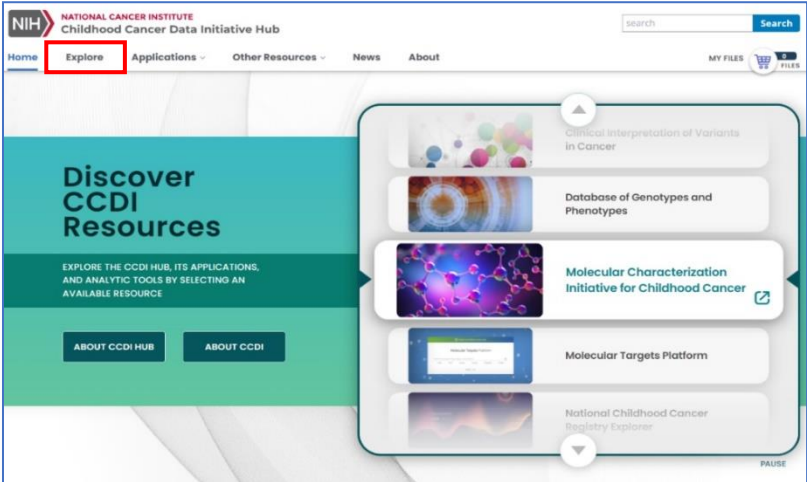 NIH
NATIONAL CANCER INSTITUTE
Childhood Cancer Data Initiative Hub
search
Search
Home Explore Applications Other Resources News About
MY FILES
0
FILES
Discover
CCDI
Resources
EXPLORE THE CCDI HUB, ITS APPLICATIONS,
AND ANALYTIC TOOLS BY SELECTING AN
AVAILABLE RESOURCE
ABOUT CCDI HUB
ABOUT CCDI
Clinical Interpretation of Variants
in Cancer
Database of Genotypes and
Phenotypes
Molecular Characterization
Initiative for Childhood Cancer
Molecular Targets Platform
National Childhood Cancer
Registry Explorer
PAUSE